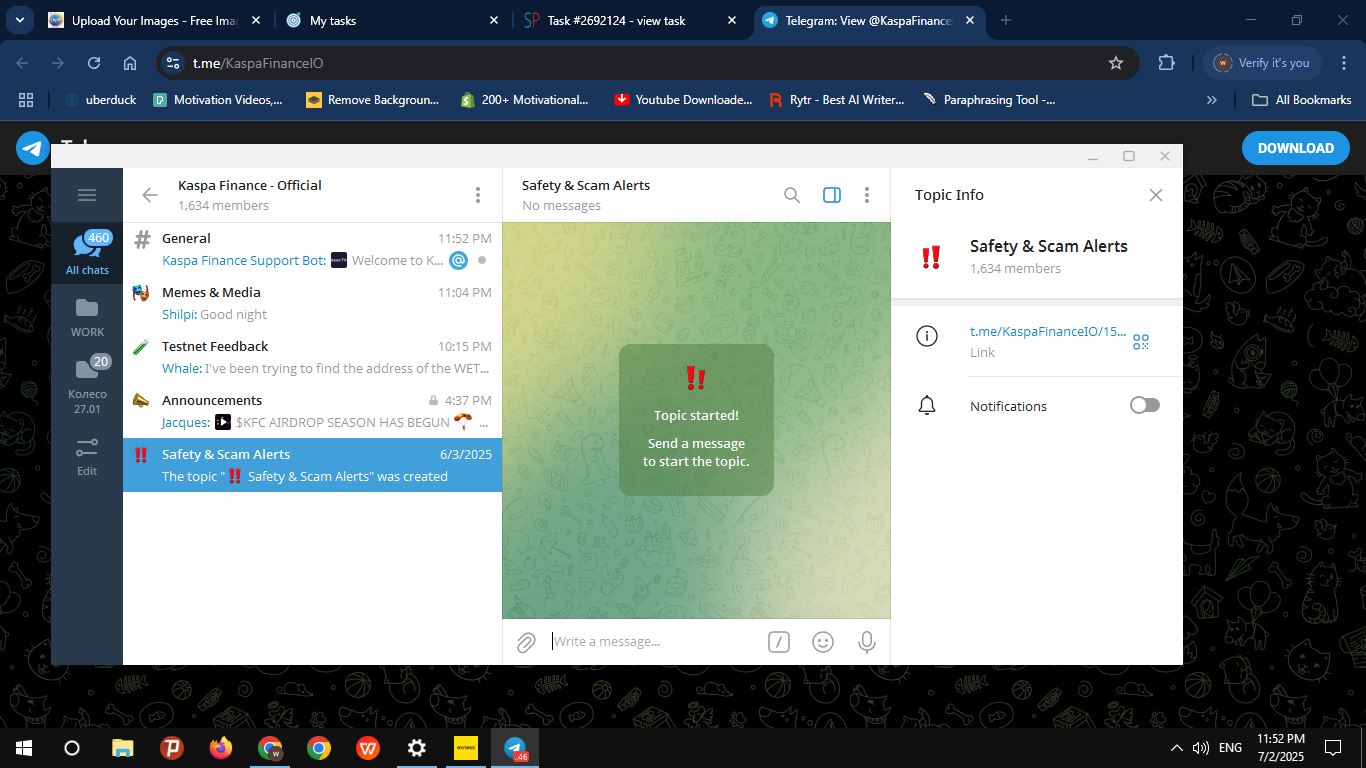 Upload Your Images - Free Imag
My tasks
Task #2692124 - view task
Telegram: View @KaspaFinanceI
t.me/KaspaFinanceIO
Verify it's you
uberduck
Motivation Videos,...
Remove Backgroun...
200+ Motivational...
Youtube Downloade...
Rytr - Best AI Writer...
Paraphrasing Tool -...
All Bookmarks
DOWNLOAD
Kaspa Finance - Official
1,634 members
Safety & Scam Alerts
No messages
Topic Info
460
All chats
WORK
20
Колесо
27.01
Edit
General 11:52 PM
Kaspa Finance Support Bot: Welcome to K... @
Memes & Media 11:04 PM
Shilpi: Good night
Testnet Feedback 10:15 PM
Whale: I've been trying to find the address of the WET...
Announcements 4:37 PM
Jacques: $KFC AIRDROP SEASON HAS BEGUN ...
Safety & Scam Alerts 6/3/2025
The topic "‼️ Safety & Scam Alerts" was created
Topic started!
Send a message
to start the topic.
Write a message...
Safety & Scam Alerts
1,634 members
t.me/KaspaFinanceIO/15...
Link
Notifications
exness
.46
ENG
11:52 PM
7/2/2025